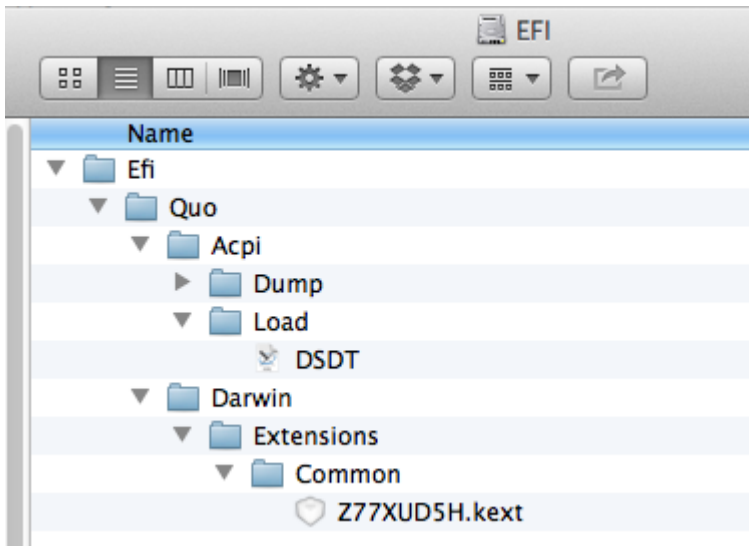 EFI
Name
Efi
Quo
Acpi
Dump
Load
DSDT
Darwin
Extensions
Common
Z77XUD5H.kext